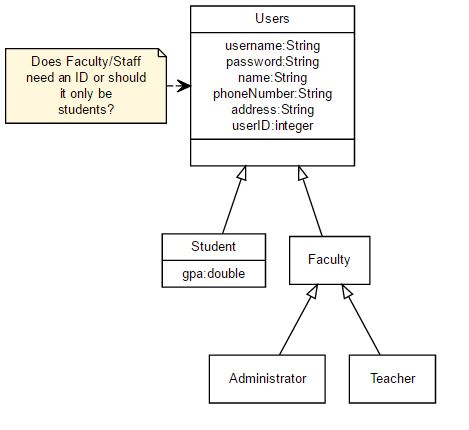 Users
username:String
password:String
name:String
phoneNumber:String
address:String
userID:integer
Does Faculty/Staff
need an ID or should
it only be
students?
Student
gpa:double
Faculty
Administrator
Teacher